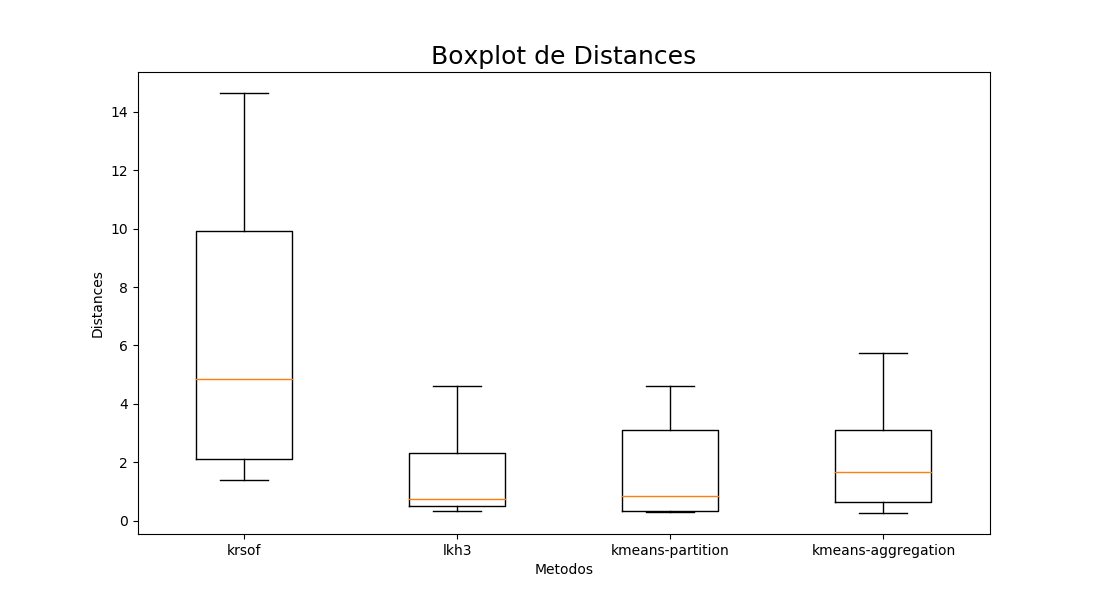 Boxplot de Distances
Distances
14
12
10
8
6
4
2
0
krsof lkh3 kmeans-partition kmeans-aggregation
Metodos